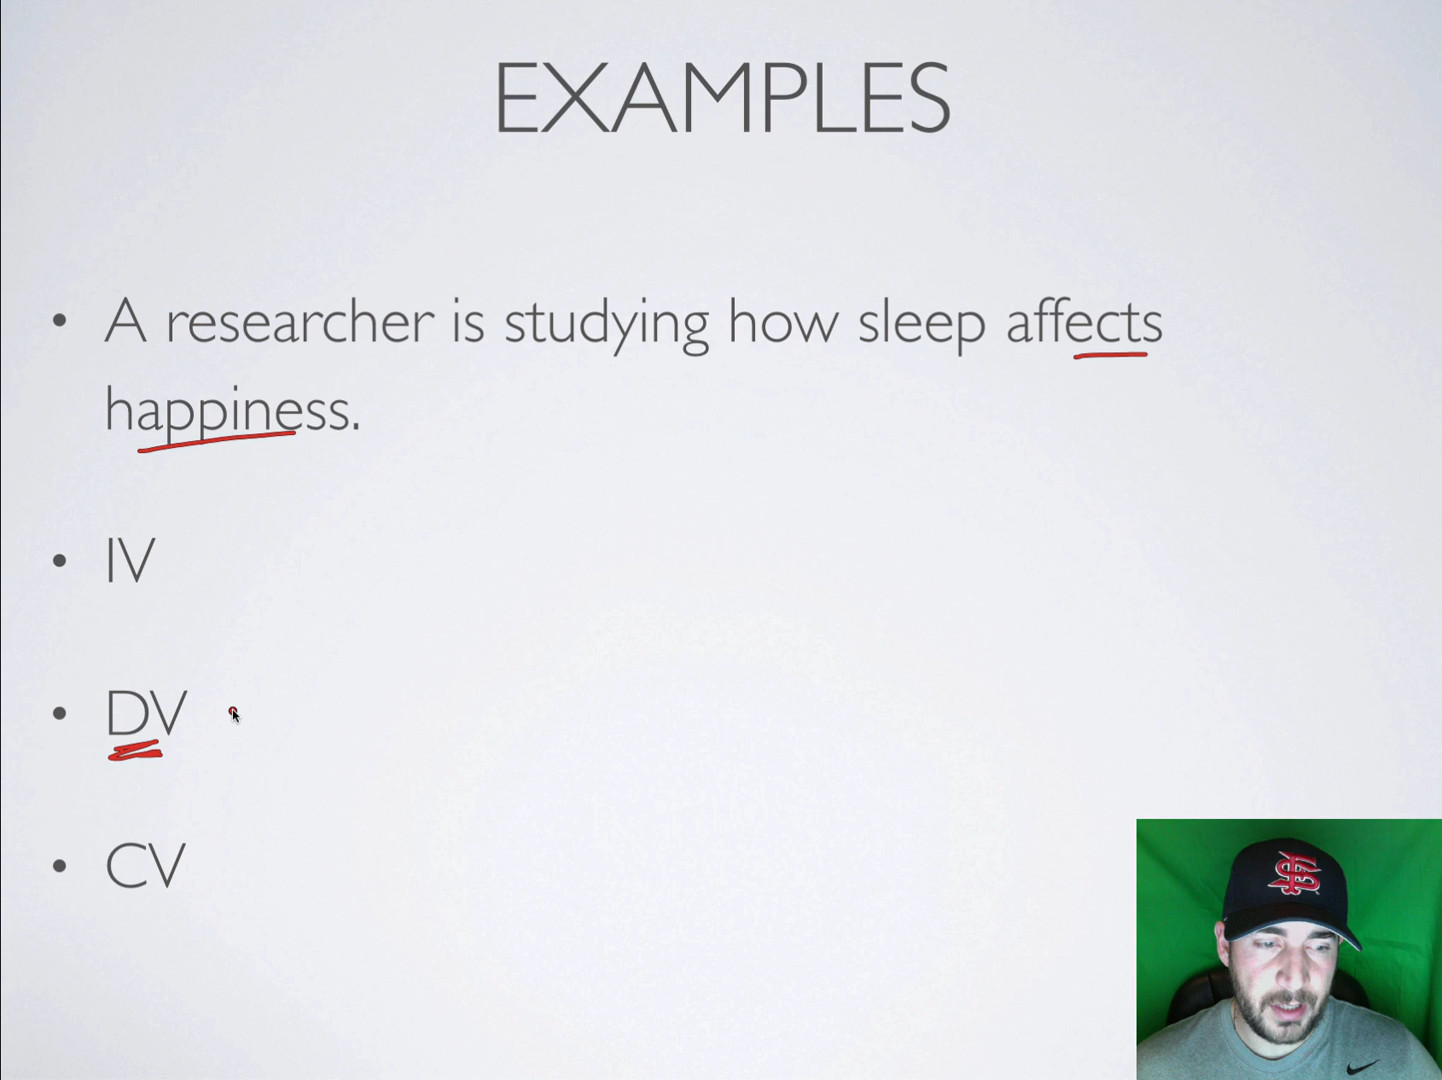 EXAMPLES
• A researcher is studying how sleep affects
happiness.
• IV
• DV
• CV